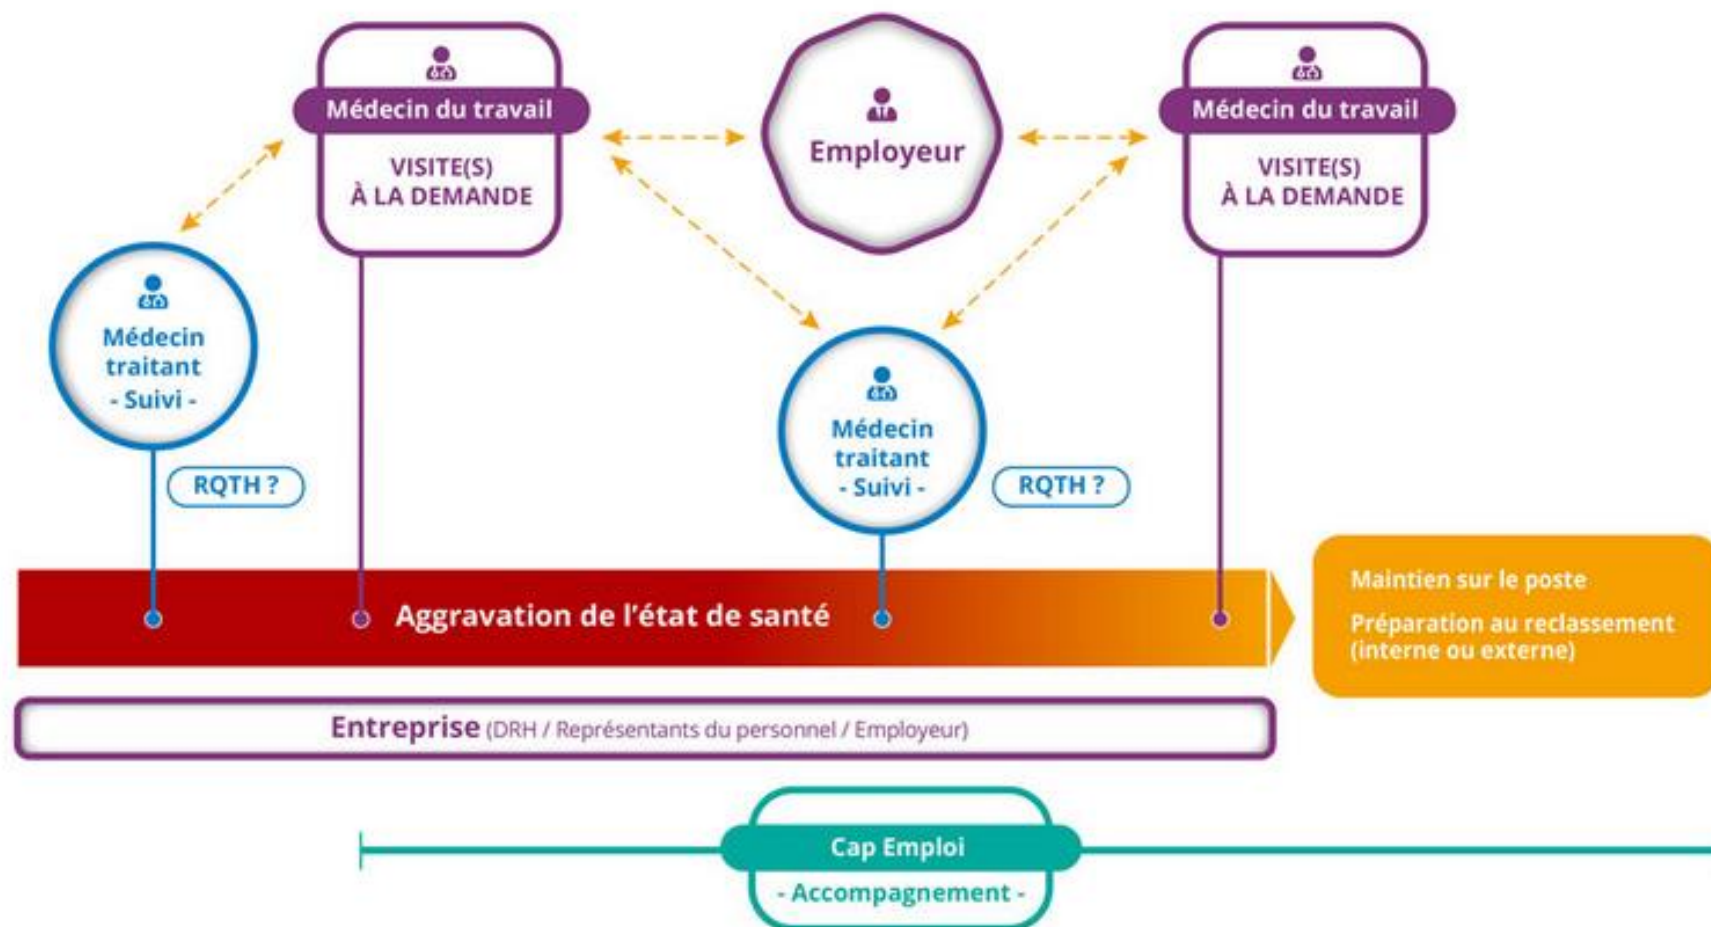 Médecin du travail
VISITE(S)
À LA DEMANDE
Employeur
Médecin du travail
VISITE(S)
À LA DEMANDE
Médecin
traitant
- Suivi -
RQTH ?
Médecin
traitant
- Suivi -
RQTH ?
Aggravation de l'état de santé
Maintien sur le poste
Préparation au reclassement
(interne ou externe)
Entreprise (DRH / Représentants du personnel / Employeur)
Cap Emploi
- Accompagnement -